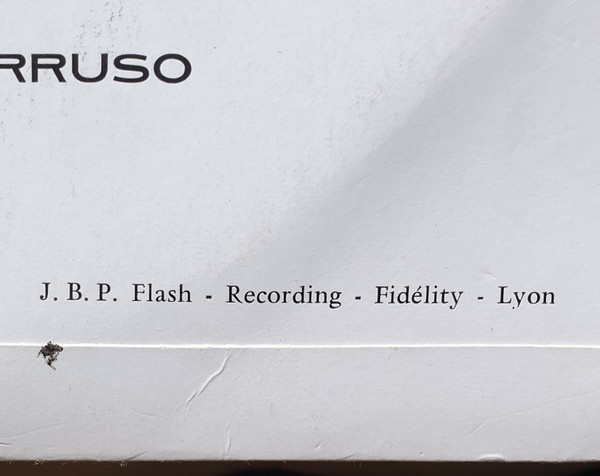 RRUSO
J. B. P. Flash - Recording - Fidélity - Lyon